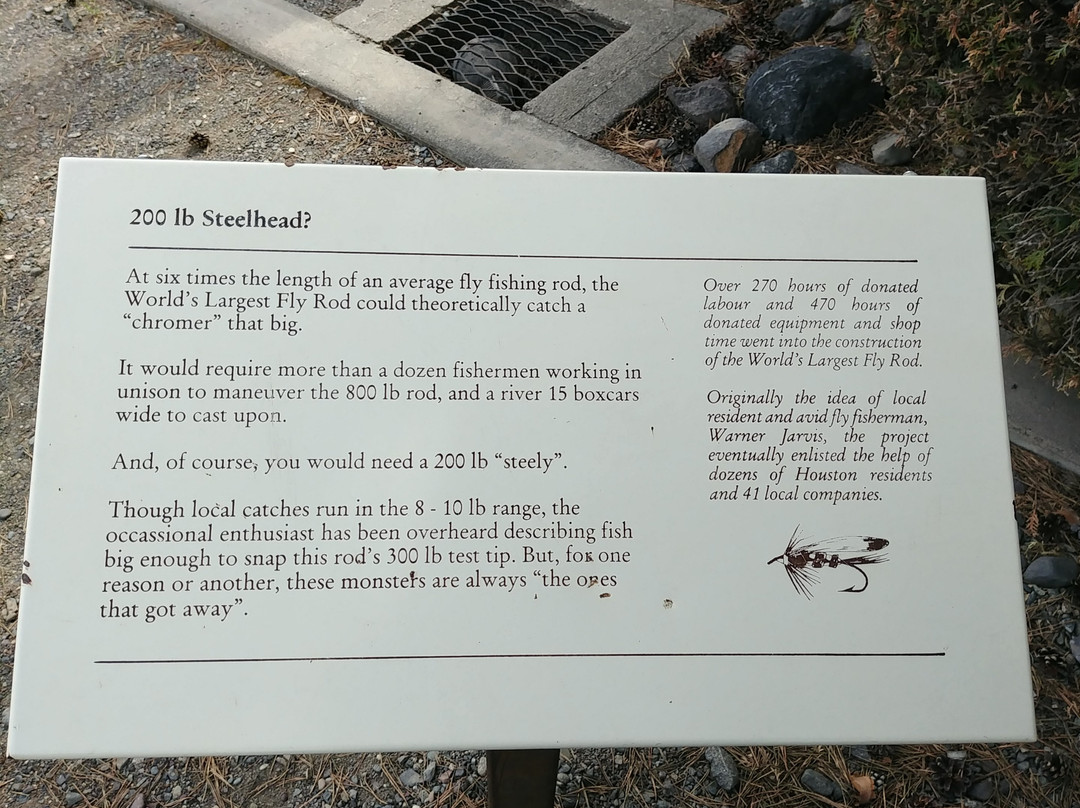 200 lb Steelhead?
At six times the length of an average fly fishing rod, the
World's Largest Fly Rod could theoretically catch a
"chromer" that big.
It would require more than a dozen fishermen working in
unison to maneuver the 800 lb rod, and a river 15 boxcars
wide to cast upon.
And, of course, you would need a 200 lb "steely".
Though local catches run in the 8 - 10 lb range, the
occassional enthusiast has been overheard describing fish
big enough to snap this rod's 300 lb test tip. But, for one
reason or another, these monsters are always "the ones
that got away".
Over 270 hours of donated
labour and 470 hours of
donated equipment and shop
time went into the construction
of the World's Largest Fly Rod.
Originally the idea of local
resident and avid fly fisherman,
Warner Jarvis, the project
eventually enlisted the help of
dozens of Houston residents
and 41 local companies.